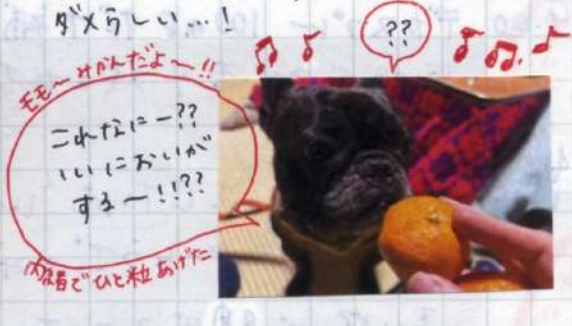 ダメらしい…!
??
モモ〜みかんだよ〜!!
これなにー??
いいにおいが
する〜!!??
内緒でひと粒あげた